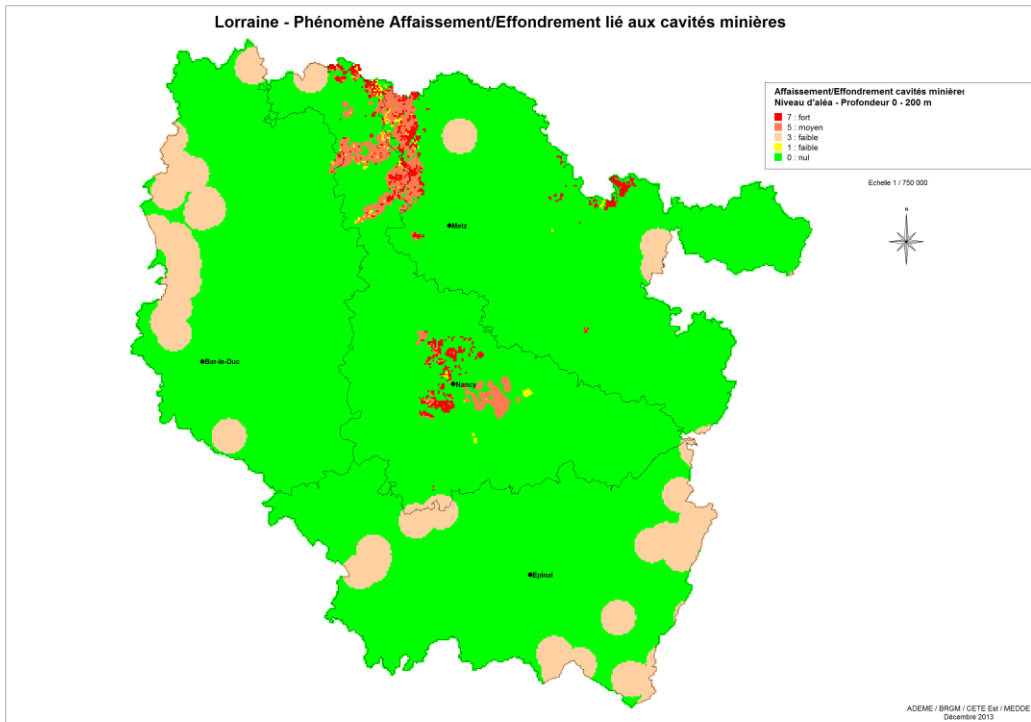 Lorraine - Phénomène Affaissement/Effondrement lié aux cavités minières
Affaissement/Effondrement cavités minière
Niveau d'aléa - Profondeur 0 - 200 m
7 : fort
5 : moyen
3 : faible
1 : faible
0 : nul
Echelle 1 / 750 000
N
Metz
Bar-le-Duc
Nancy
Epinal
ADEME / BRGM / CETE Est / MEDDE
Décembre 2013